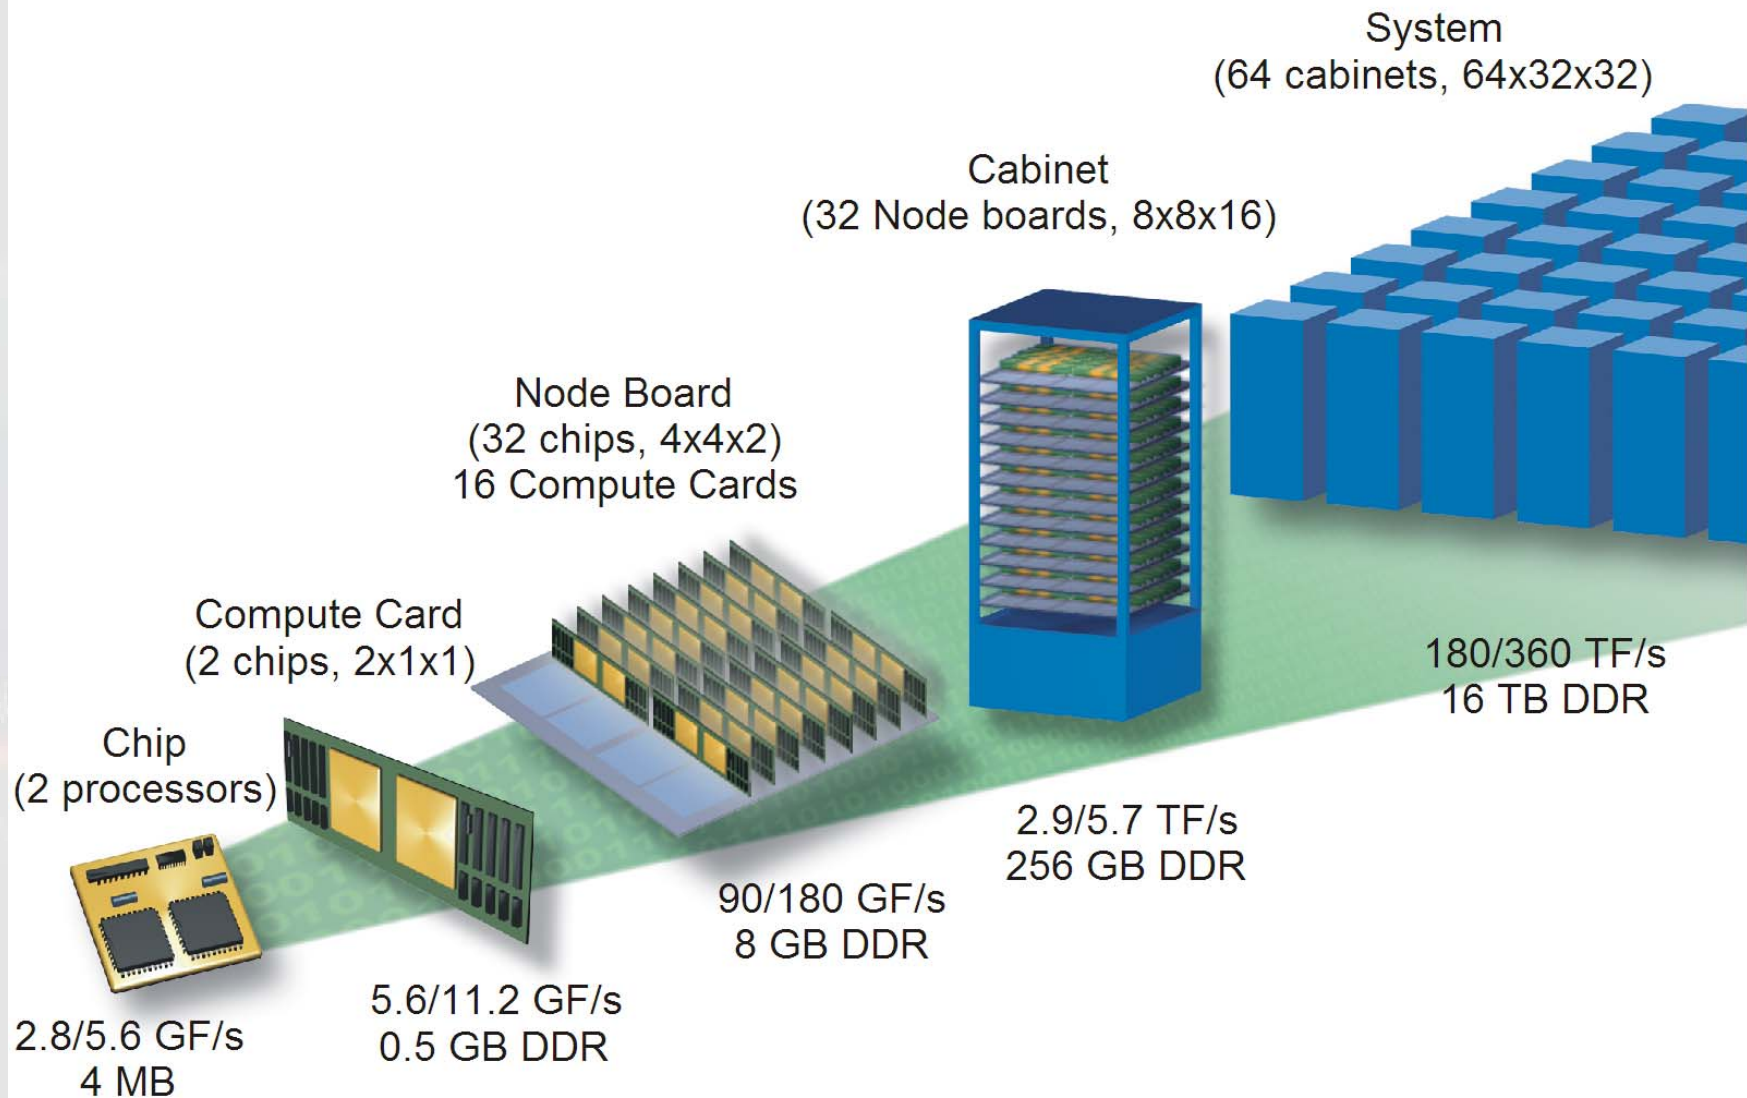 System
(64 cabinets, 64x32x32)
Cabinet
(32 Node boards, 8x8x16)
Node Board
(32 chips, 4x4x2)
16 Compute Cards
Compute Card
(2 chips, 2x1x1)
Chip
(2 processors)
180/360 TF/s
16 TB DDR
2.9/5.7 TF/s
256 GB DDR
90/180 GF/s
8 GB DDR
5.6/11.2 GF/s
0.5 GB DDR
2.8/5.6 GF/s
4 MB